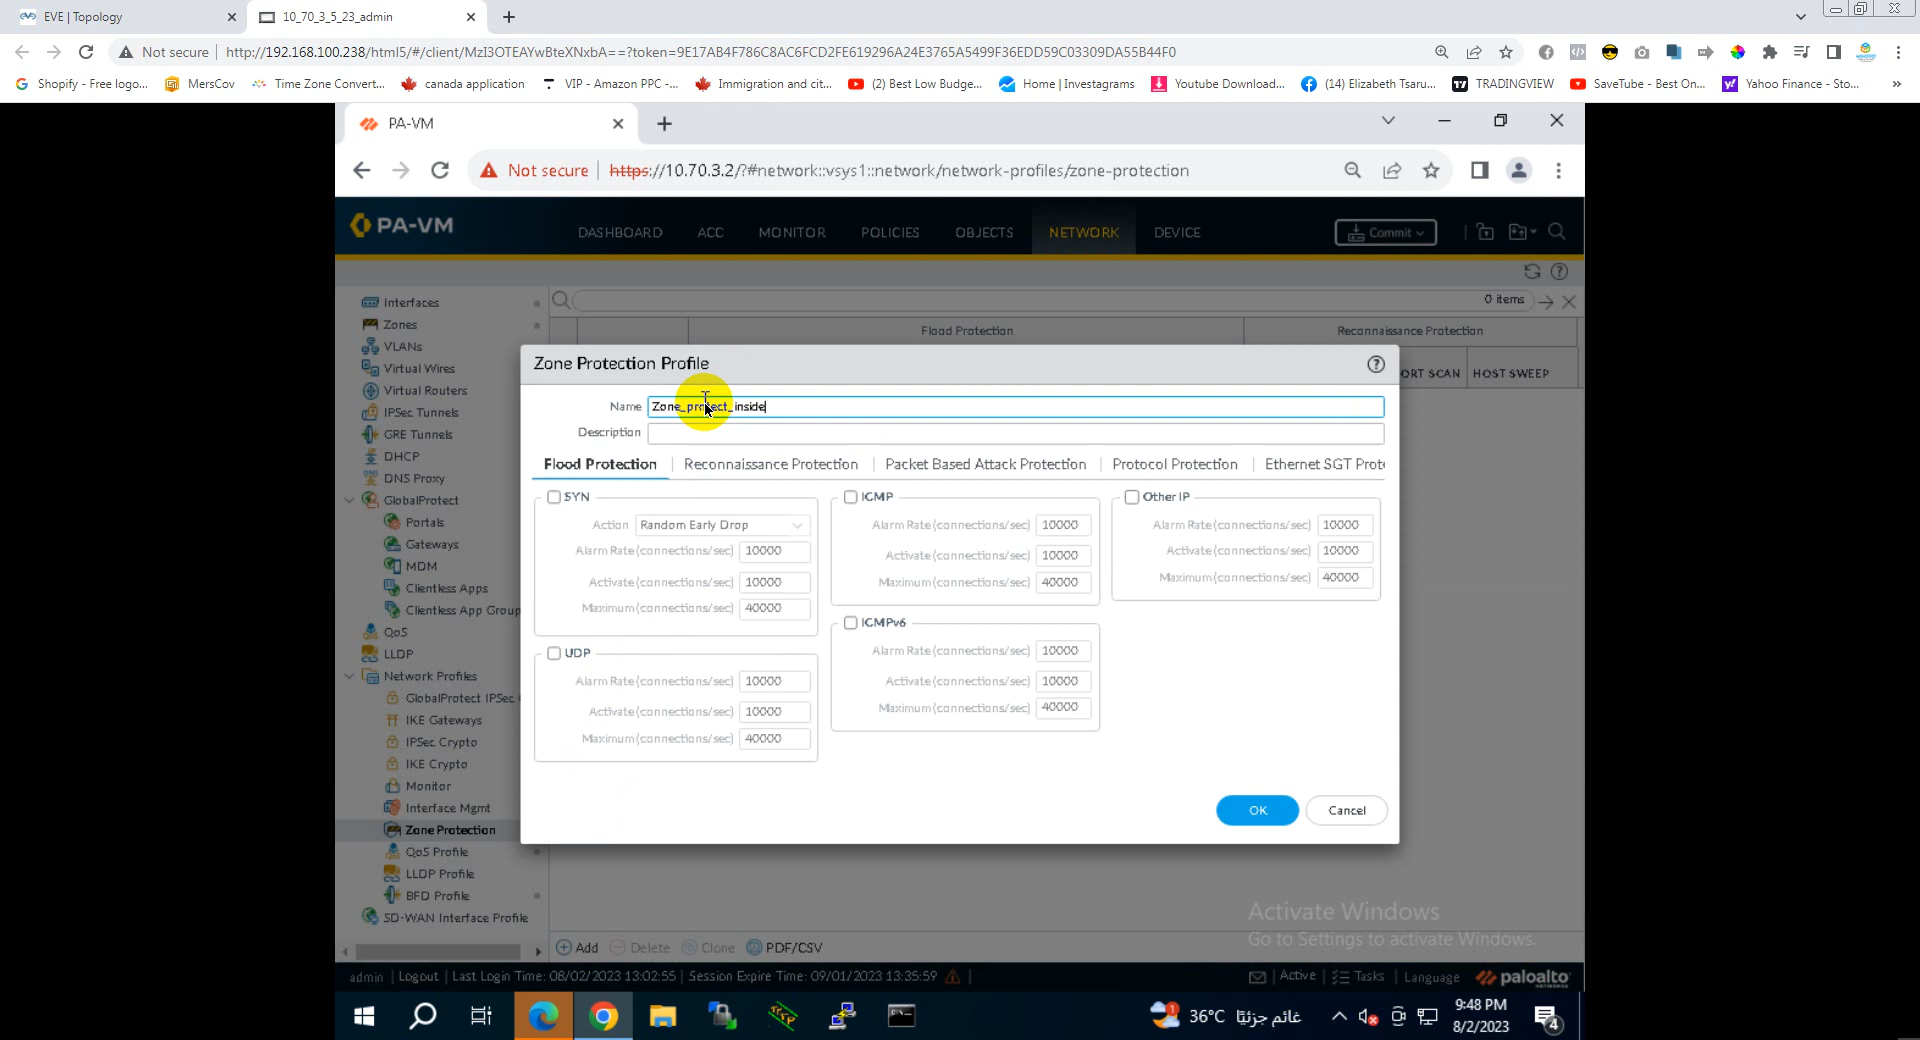 EVE | Topology
10_70_3_5_23_admin
Not secure
http://192.168.100.238/html5/#/client/MzI3OTEAYwBteXNxbA==?token=9E17AB4F786C8AC6FCD2FE619296A24E3765A5499F36EDD59C03309DA55B44F0
Shopify - Free logo...
MersCov
Time Zone Convert...
canada application
VIP - Amazon PPC -...
Immigration and cit...
(2) Best Low Budge...
Home | Investagrams
Youtube Download...
(14) Elizabeth Tsaru...
TRADINGVIEW
SaveTube - Best On...
Yahoo Finance - Sto...
»
PA-VM
Not secure
https://10.70.3.2/?#network::vsys1::network/network-profiles/zone-protection
PA-VM
DASHBOARD
ACC
MONITOR
POLICIES
OBJECTS
NETWORK
DEVICE
Commit
Interfaces
Zones
VLANs
Virtual Wires
Virtual Routers
IPSec Tunnels
GRE Tunnels
DHCP
DNS Proxy
GlobalProtect
Portals
Gateways
MDM
Clientless Apps
Clientless App Group
QoS
LLDP
Network Profiles
GlobalProtect IPSec
IKE Gateways
IPSec Crypto
IKE Crypto
Monitor
Interface Mgmt
Zone Protection
QoS Profile
LLDP Profile
BFD Profile
SD-WAN Interface Profile
0 items
Flood Protection
Reconnaissance Protection
ORT SCAN
HOST SWEEP
Zone Protection Profile
Name
Zone_protect_inside
Description
Flood Protection
Reconnaissance Protection
Packet Based Attack Protection
Protocol Protection
Ethernet SGT Prote
SYN
Action Random Early Drop
Alarm Rate (connections/sec) 10000
Activate (connections/sec) 10000
Maximum (connections/sec) 40000
UDP
Alarm Rate (connections/sec) 10000
Activate (connections/sec) 10000
Maximum (connections/sec) 40000
ICMP
Alarm Rate (connections/sec) 10000
Activate (connections/sec) 10000
Maximum (connections/sec) 40000
ICMPv6
Alarm Rate (connections/sec) 10000
Activate (connections/sec) 10000
Maximum (connections/sec) 40000
Other IP
Alarm Rate (connections/sec) 10000
Activate (connections/sec) 10000
Maximum (connections/sec) 40000
OK
Cancel
Activate Windows
Go to Settings to activate Windows.
Add
Delete
Clone
PDF/CSV
admin | Logout | Last Login Time: 08/02/2023 13:02:55 | Session Expire Time: 09/01/2023 13:35:59
Active
Tasks
Language
paloalto
NETWORKS
1
36°C
غائم جزئيًا
9:48 PM
8/2/2023
4